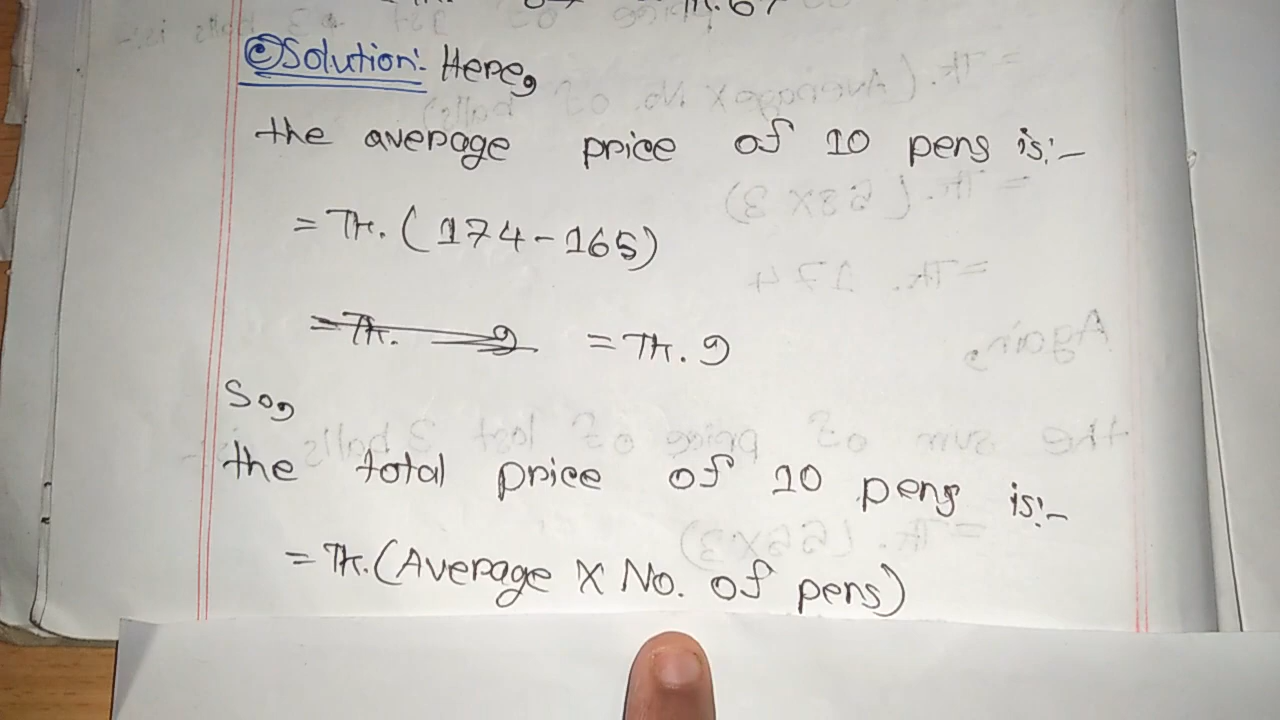 ©Solution:- Here,
the average price of 10 pens is:-
= Tk. (174-165)
= Tk. 9 = Tk. 9
So,
the total price of 10 pens is:-
= Tk. (Average X No. of pens)